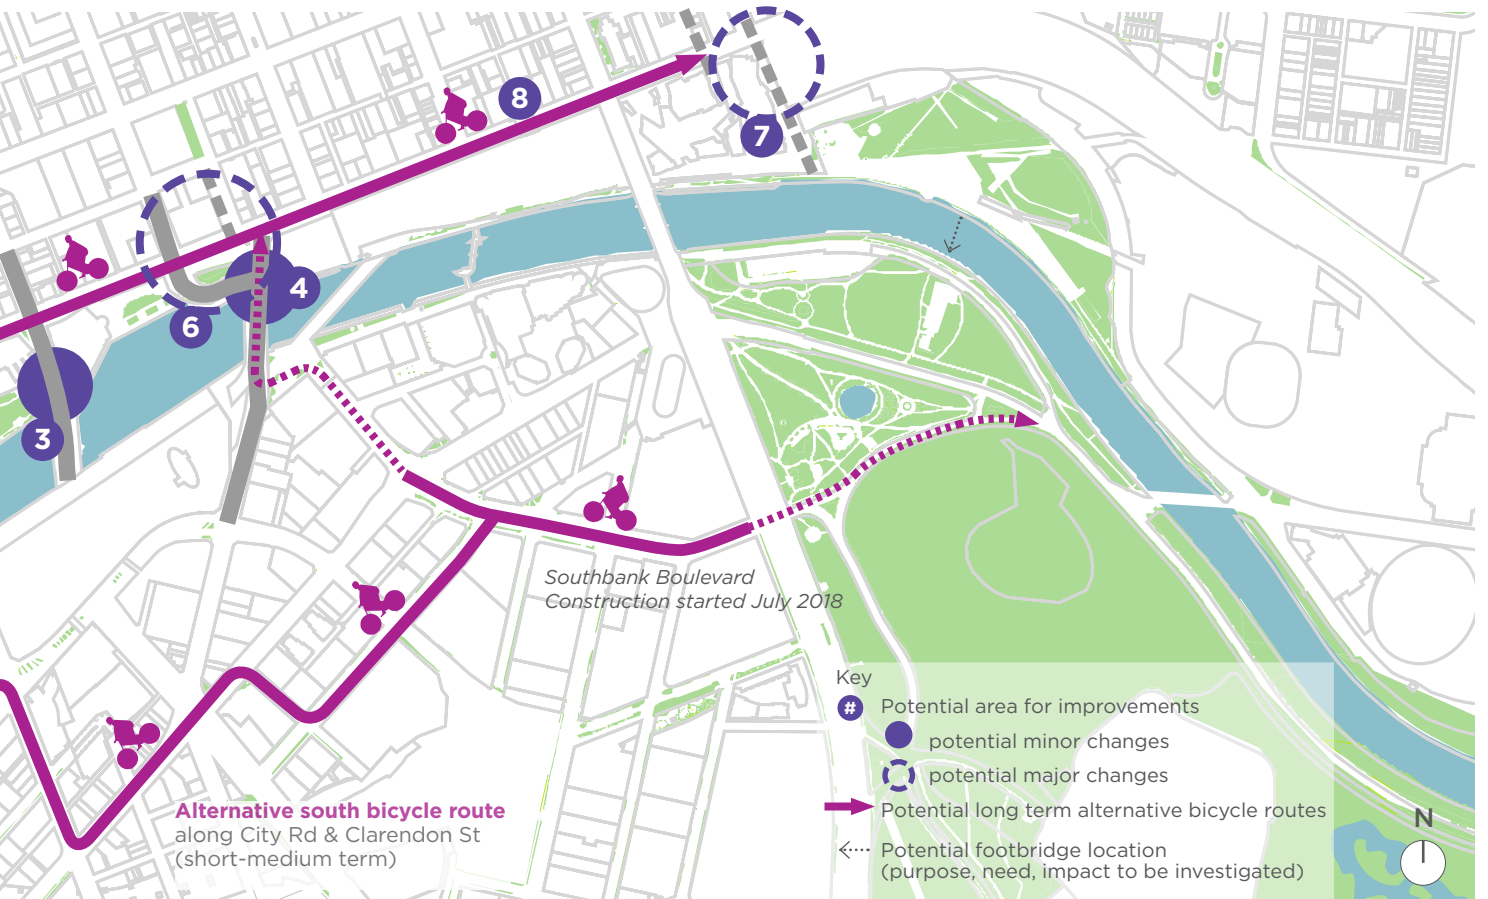 8
7
4
6
3
Southbank Boulevard
Construction started July 2018
Alternative south bicycle route
along City Rd & Clarendon St
(short-medium term)
Key
# Potential area for improvements
potential minor changes
potential major changes
Potential long term alternative bicycle routes
Potential footbridge location
(purpose, need, impact to be investigated)
N